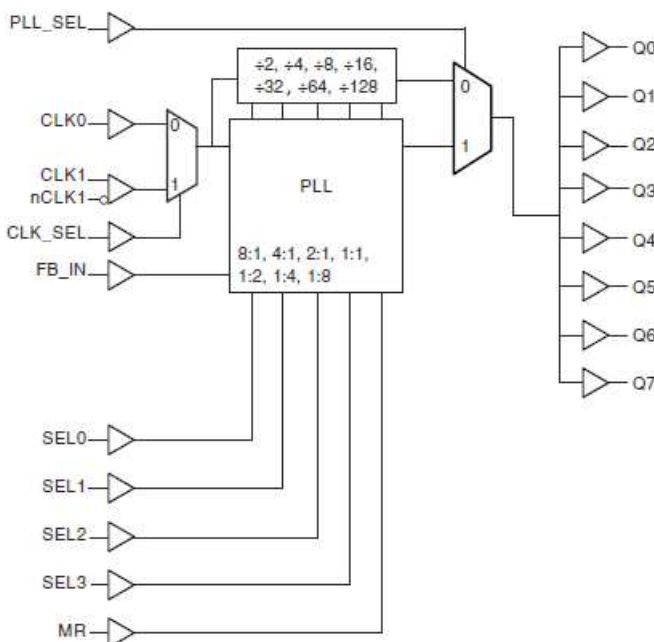 PLL_SEL
÷2, ÷4, ÷8, ÷16,
÷32, ÷64, ÷128
0
1
CLK0
0
CLK1
1
nCLK1
PLL
CLK_SEL
FB_IN
8:1, 4:1, 2:1, 1:1,
1:2, 1:4, 1:8
Q0
Q1
Q2
Q3
Q4
Q5
Q6
Q7
SEL0
SEL1
SEL2
SEL3
MR